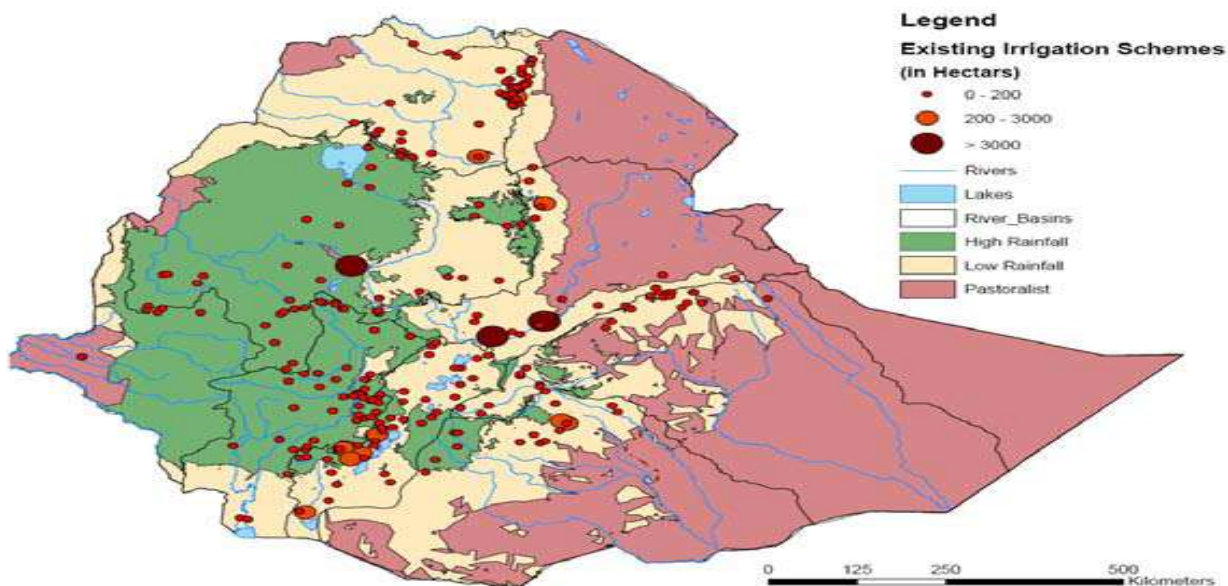 Legend
Existing Irrigation Schemes
(in Hectars)
0 - 200
200 - 3000
> 3000
Rivers
Lakes
River_Basins
High Rainfall
Low Rainfall
Pastoralist
0 125 250 500
Kilometers